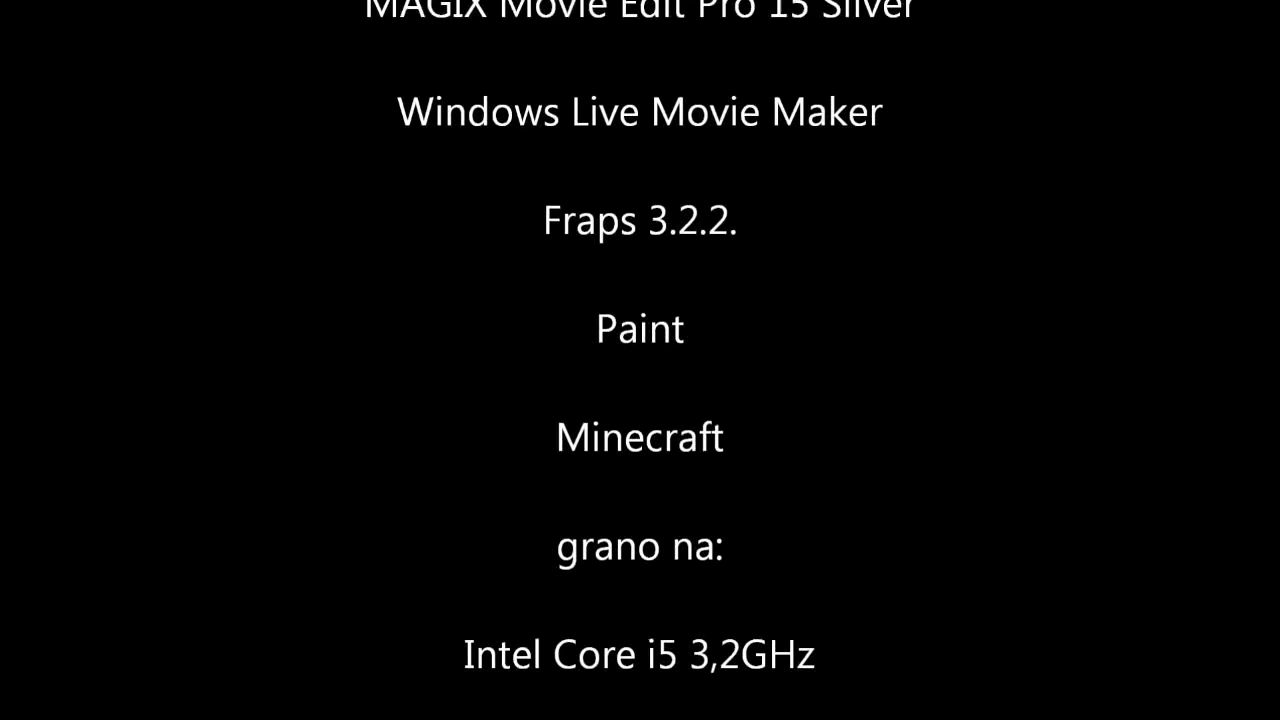 MAGIX Movie Edit Pro 15 Silver
Windows Live Movie Maker
Fraps 3.2.2.
Paint
Minecraft
grano na:
Intel Core i5 3,2GHz